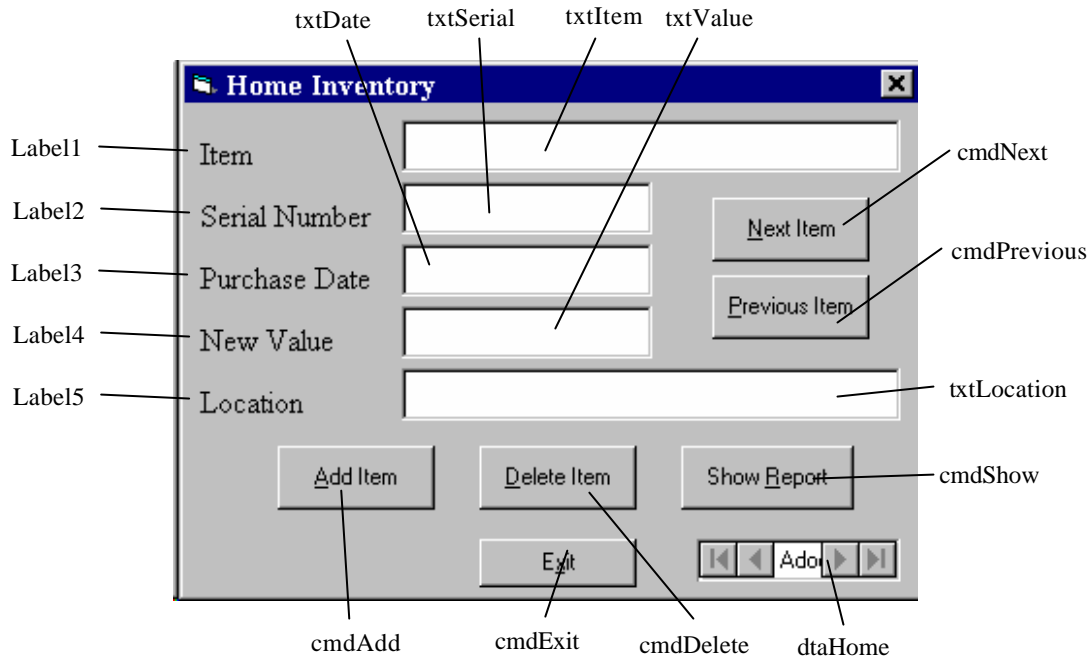 txtDate txtSerial txtItem txtValue
Home Inventory
Label1 Item
cmdNext
Label2 Serial Number
Next Item
cmdPrevious
Label3 Purchase Date
Previous Item
Label4 New Value
Label5 Location
txtLocation
Add Item Delete Item Show Report
cmdShow
Exit
Ado
cmdAdd cmdExit cmdDelete dtaHome